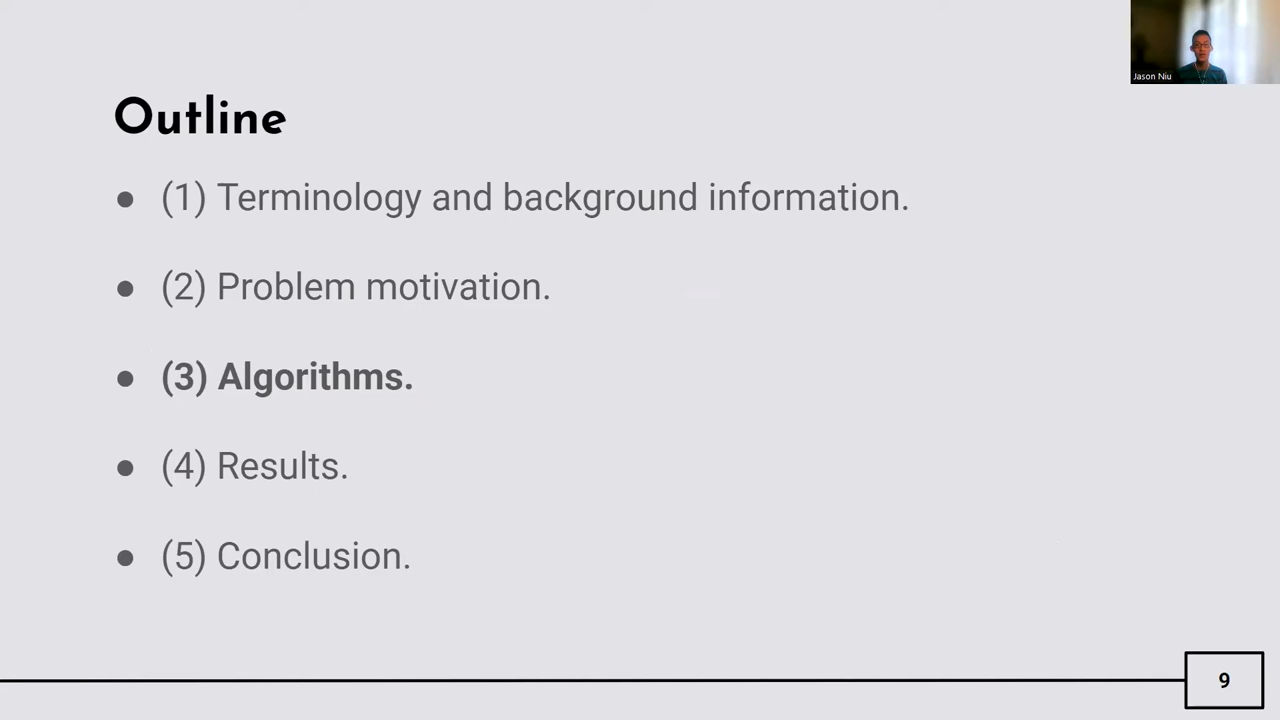 Jason Niu
Outline
● (1) Terminology and background information.
● (2) Problem motivation.
● (3) Algorithms.
● (4) Results.
● (5) Conclusion.
9